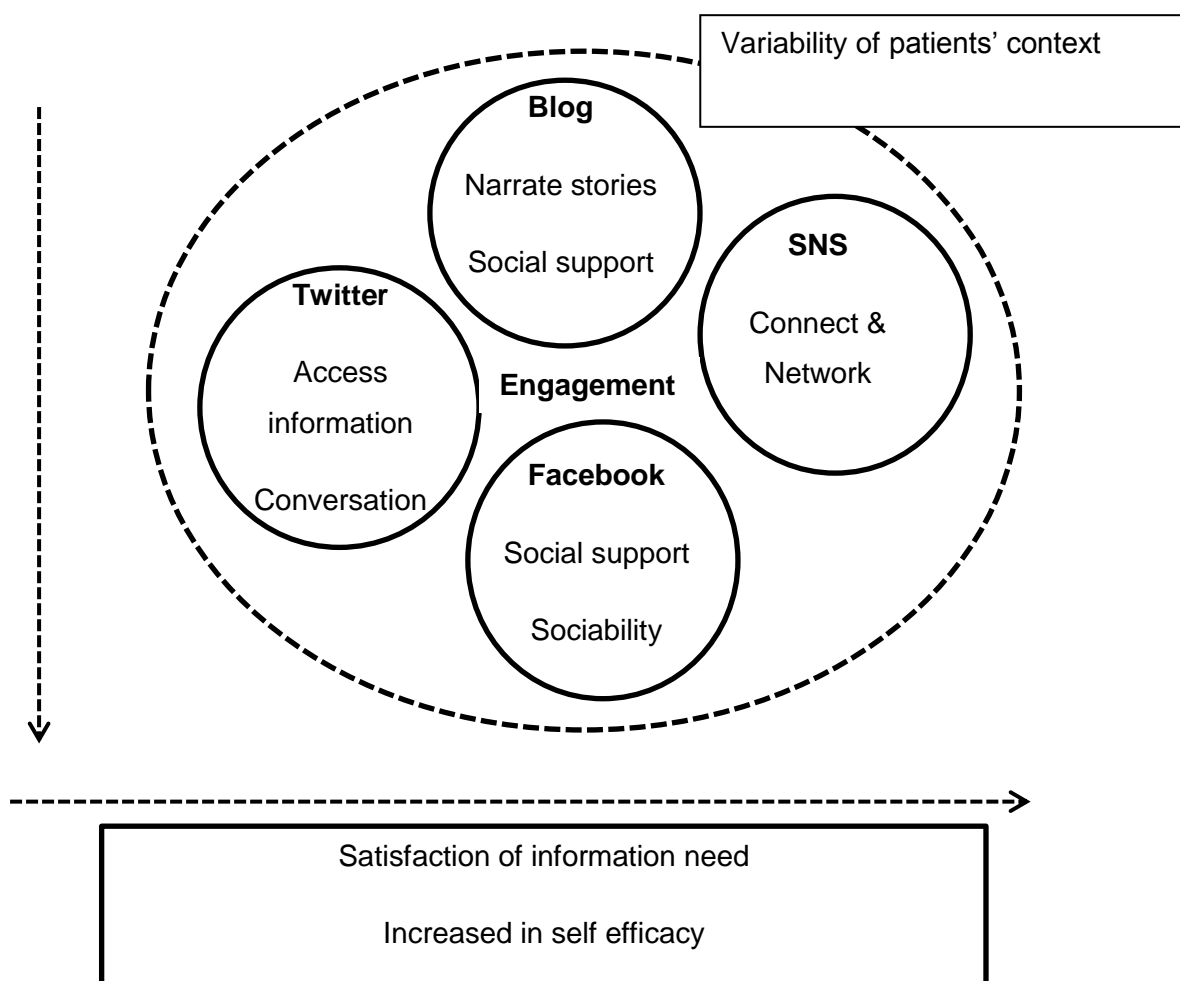 Variability of patients’ context
Blog
Narrate stories
Social support
SNS
Connect &
Network
Twitter
Access
information
Conversation
Engagement
Facebook
Social support
Sociability
Satisfaction of information need
Increased in self efficacy